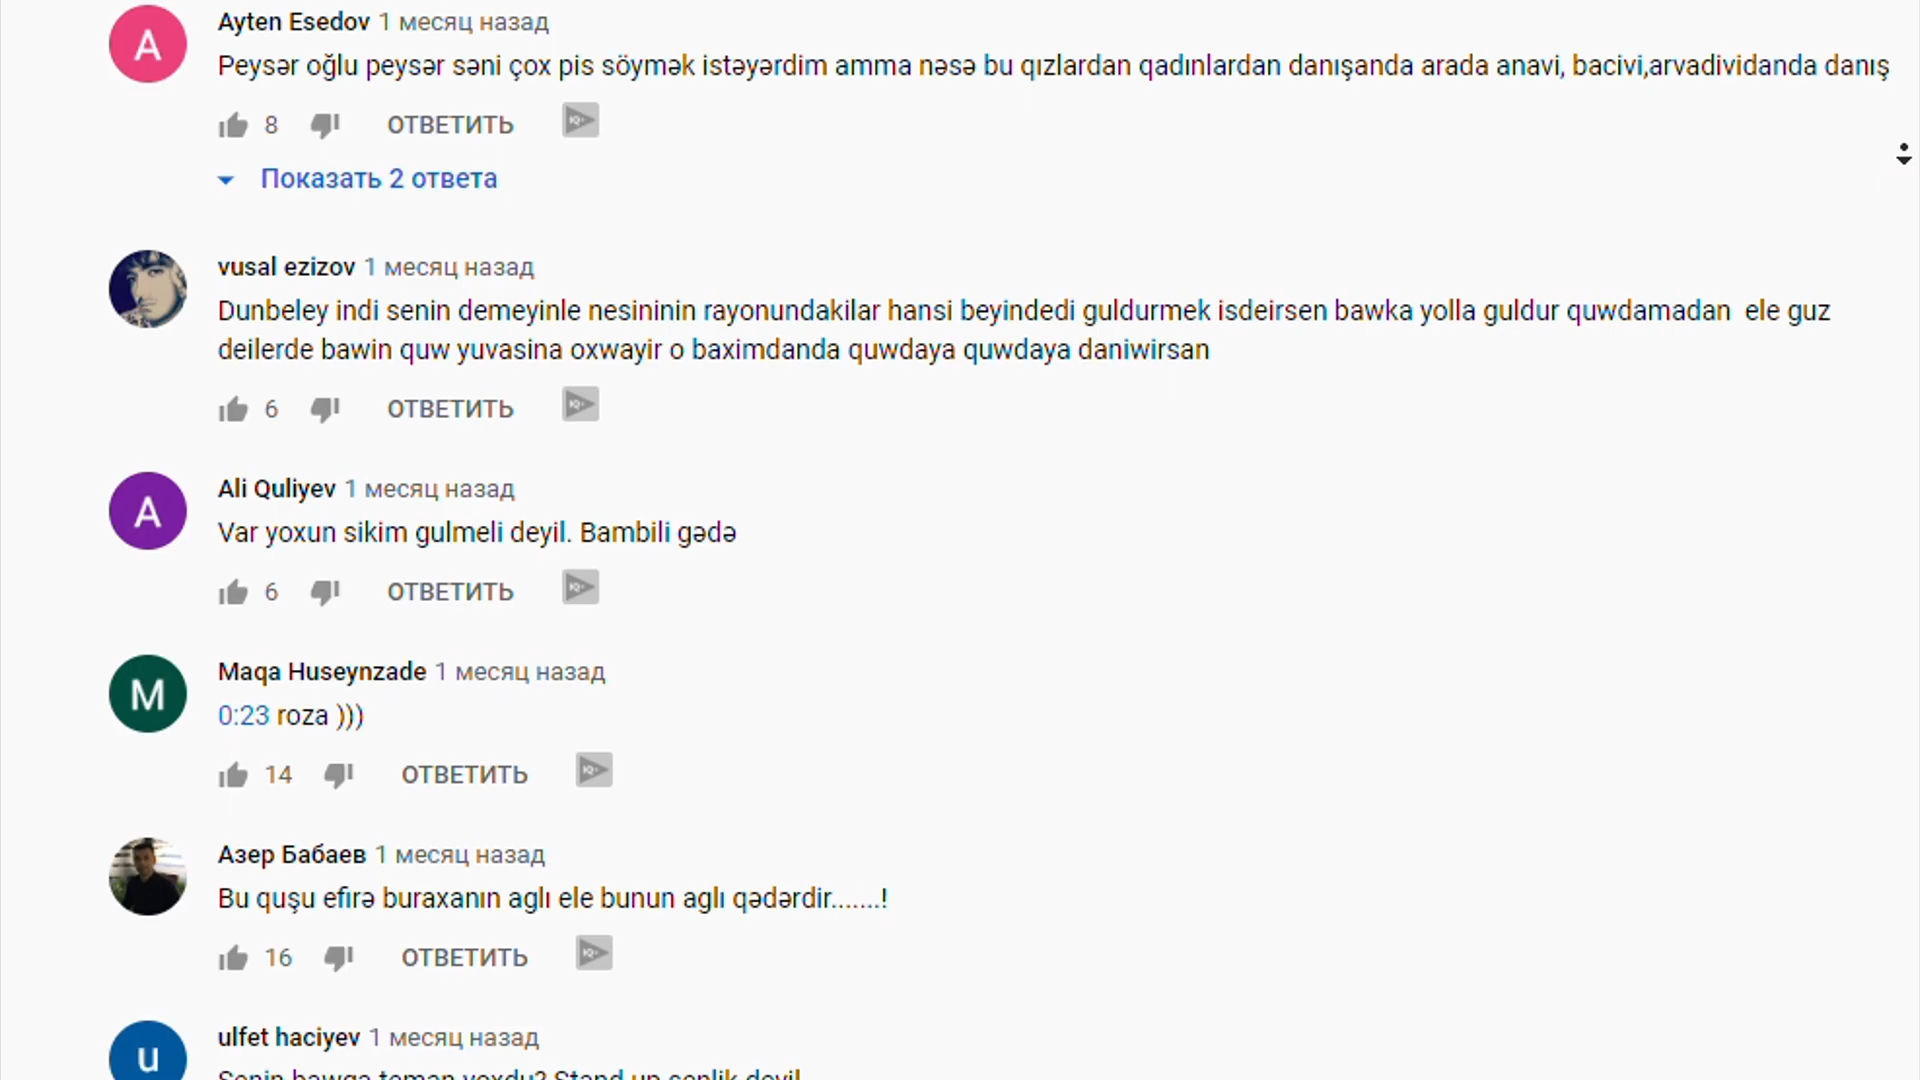 A
Ayten Esedov 1 месяц назад
Peysər oğlu peysər səni çox pis söymək istəyərdim amma nəsə bu qızlardan qadınlardan danışanda arada anavi, bacivi,arvadividanda danış
8 ОТВЕТИТЬ
Показать 2 ответа
vusal ezizov 1 месяц назад
Dunbeley indi senin demeyinle nesininin rayonundakilar hansi beyindedi guldurmek isdeirsen bawka yolla guldur quwdamadan ele guz
deilerde bawin quw yuvasina oxwayir o baximdanda quwdaya quwdaya daniwirsan
6 ОТВЕТИТЬ
A
Ali Quliyev 1 месяц назад
Var yoxun sikim gulmeli deyil. Bambili gədə
6 ОТВЕТИТЬ
M
Maqa Huseynzade 1 месяц назад
0:23 roza )))
14 ОТВЕТИТЬ
Азер Бабаев 1 месяц назад
Bu quşu efirə buraxanın aglı ele bunun aglı qədərdir.......!
16 ОТВЕТИТЬ
u
ulfet haciyev 1 месяц назад
Senin bawqa teman yoxdu? Stand up senlik deyil